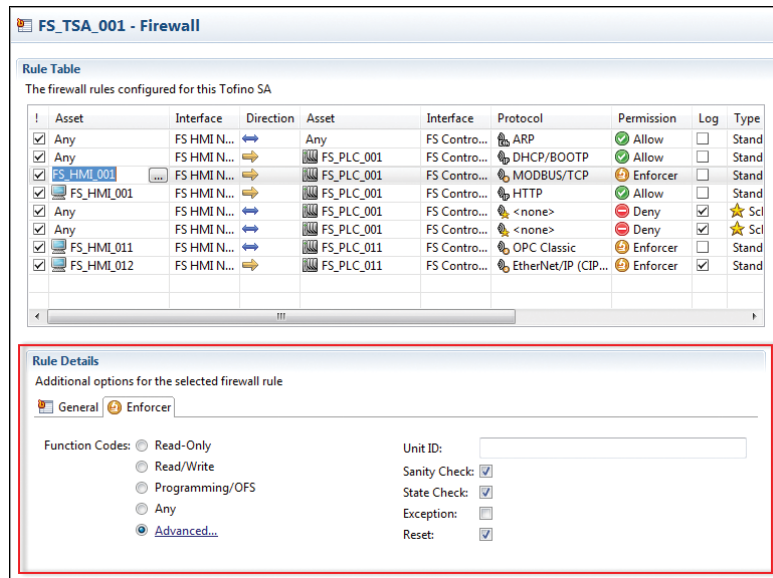 FS_TSA_001 - Firewall
Rule Table
The firewall rules configured for this Tofino SA
! Asset Interface Direction Asset Interface Protocol Permission Log Type
Any FS HMI N... Any FS Contro... ARP Allow Stand
Any FS HMI N... FS_PLC_001 FS Contro... DHCP/BOOTP Allow Stand
FS_HMI_001 ... FS HMI N... FS_PLC_001 FS Contro... MODBUS/TCP Enforcer Stand
FS_HMI_001 FS HMI N... FS_PLC_001 FS Contro... HTTP Allow Stand
Any FS HMI N... FS_PLC_001 FS Contro... <none> Deny Scl
Any FS HMI N... FS_PLC_001 FS Contro... <none> Deny Scl
FS_HMI_011 FS HMI N... FS_PLC_011 FS Contro... OPC Classic Enforcer Stand
FS_HMI_012 FS HMI N... FS_PLC_011 FS Contro... EtherNet/IP (CIP... Enforcer Stand
Rule Details
Additional options for the selected firewall rule
General Enforcer
Function Codes: Read-Only Unit ID:
Read/Write Sanity Check:
Programming/OFS State Check:
Any Exception:
Advanced... Reset: